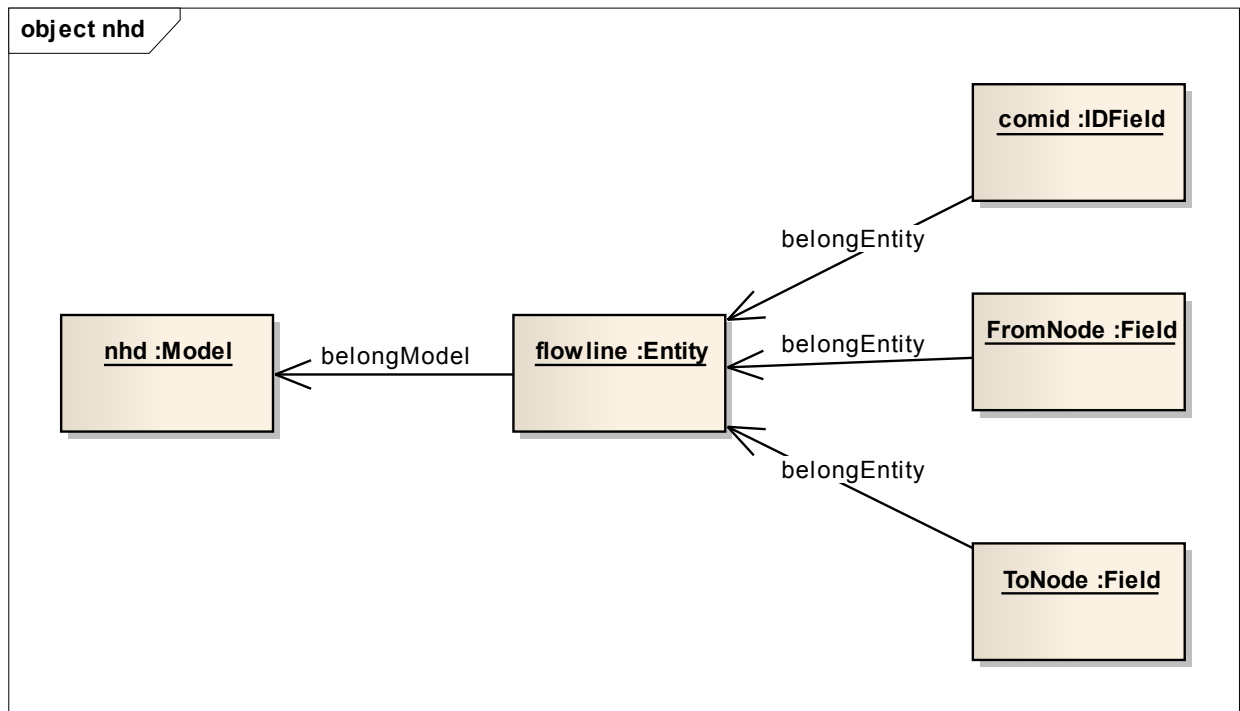 object nhd
comid :IDField
belongEntity
FromNode :Field
nhd :Model
belongModel
flowline :Entity
belongEntity
belongEntity
ToNode :Field